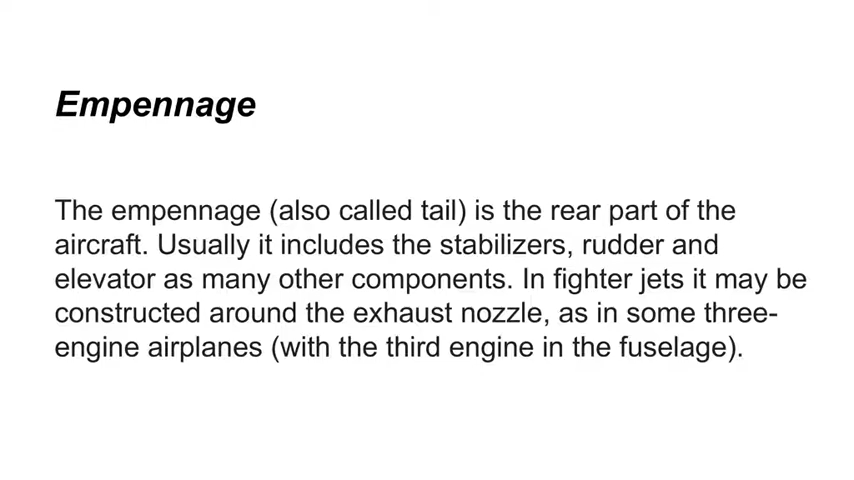 Empennage
The empennage (also called tail) is the rear part of the
aircraft. Usually it includes the stabilizers, rudder and
elevator as many other components. In fighter jets it may be
constructed around the exhaust nozzle, as in some three-
engine airplanes (with the third engine in the fuselage).